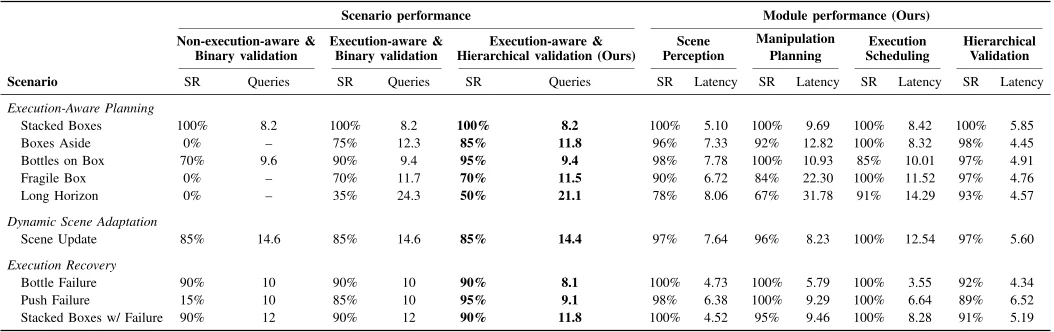 Scenario performance Module performance (Ours)
Non-execution-aware & Execution-aware & Execution-aware & Scene Manipulation Execution Hierarchical
Binary validation Binary validation Hierarchical validation (Ours) Perception Planning Scheduling Validation
Scenario SR Queries SR Queries SR Queries SR Latency SR Latency SR Latency SR Latency
Execution-Aware Planning
Stacked Boxes 100% 8.2 100% 8.2 100% 8.2 100% 5.10 100% 9.69 100% 8.42 100% 5.85
Boxes Aside 0% – 75% 12.3 85% 11.8 96% 7.33 92% 12.82 100% 8.32 98% 4.45
Bottles on Box 70% 9.6 90% 9.4 95% 9.4 98% 7.78 100% 10.93 85% 10.01 97% 4.91
Fragile Box 0% – 70% 11.7 70% 11.5 90% 6.72 84% 22.30 100% 11.52 97% 4.76
Long Horizon 0% – 35% 24.3 50% 21.1 78% 8.06 67% 31.78 91% 14.29 93% 4.57
Dynamic Scene Adaptation
Scene Update 85% 14.6 85% 14.6 85% 14.4 97% 7.64 96% 8.23 100% 12.54 97% 5.60
Execution Recovery
Bottle Failure 90% 10 90% 10 90% 8.1 100% 4.73 100% 5.79 100% 3.55 92% 4.34
Push Failure 15% 10 85% 10 95% 9.1 98% 6.38 100% 9.29 100% 6.64 89% 6.52
Stacked Boxes w/ Failure 90% 12 90% 12 90% 11.8 100% 4.52 95% 9.46 100% 8.28 91% 5.19